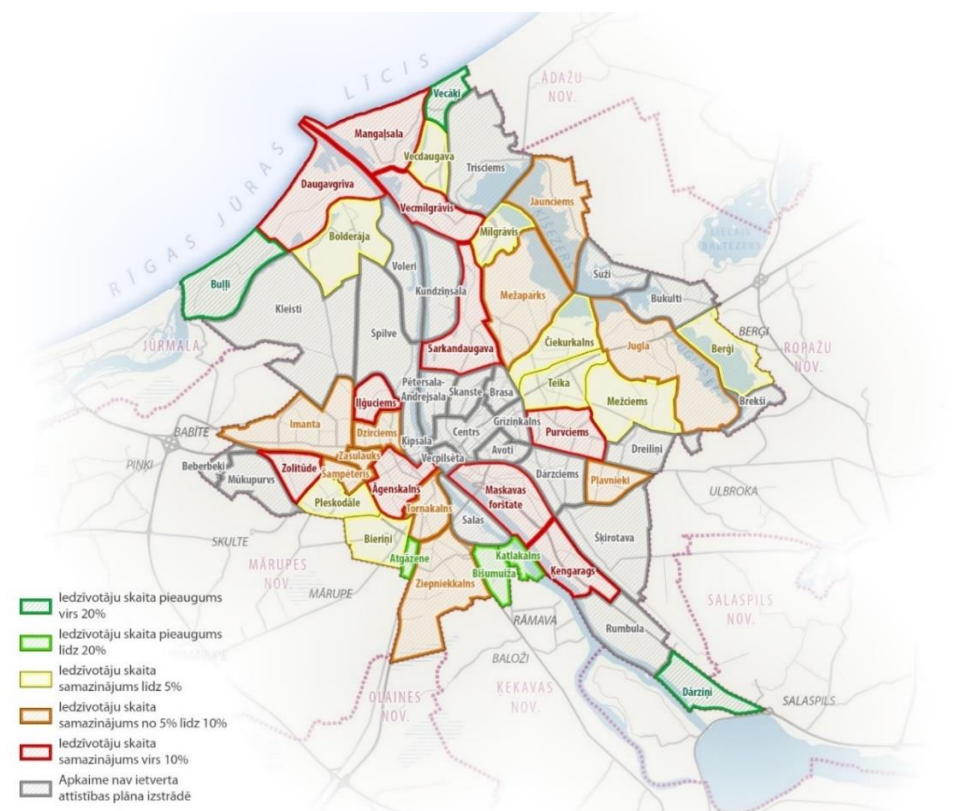 RĪGAS JŪRAS LĪCIS
ĀDAŽU
NOV.
Vecāķi
Mangaļsala
Vecdaugava
Trisciems
Daugavgrīva
Vecmīlgrāvis
Jaunciems
ĶĪŠEZERS
Bolderāja
Mīlgrāvis
LIELAIS
BALTEZERS
Voleri
Suži
Buļļi
Kundziņsala
Mežaparks
Bukulti
Kleisti
Spilve
BERĢI
JŪRMALA
Sarkandaugava
Čiekurkalns
Jugla
Berģi
ROPAŽU
NOV.
Pētersala-
Andrejsala
Skanste
Brasa
Teika
Mežciems
Brekši
Iļģuciems
Imanta
Dzirciems
Ķīpsala
Centrs
Grīziņkalns
Purvciems
BABĪTE
Zasulauks
Vecpilsēta
Avoti
Dreiliņi
PIŅĶI
Beberbeķi
Mūkupurvs
Zolitūde
Šampēteris
Āgenskalns
Dārzciems
Pļavnieki
Maskavas
forštate
ULBROKA
Pleskodāle
Torņakalns
Salas
SKULTE
Bieriņi
Šķirotava
Atgāzene
Katlakalns
Bišumuiža
Ķengarags
MĀRUPES
NOV.
Ziepniekkalns
MĀRUPE
RĀMAVA
SALASPILS
NOV.
Rumbula
BALOŽI
ĶEKAVAS
NOV.
OLAINES
NOV.
Dārziņi
SALASPILS
Iedzīvotāju skaita pieaugums
virs 20%
Iedzīvotāju skaita pieaugums
līdz 20%
Iedzīvotāju skaita
samazinājums līdz 5%
Iedzīvotāju skaita
samazinājums no 5% līdz 10%
Iedzīvotāju skaita
samazinājums virs 10%
Apkaime nav ietverta
attīstības plāna izstrādē